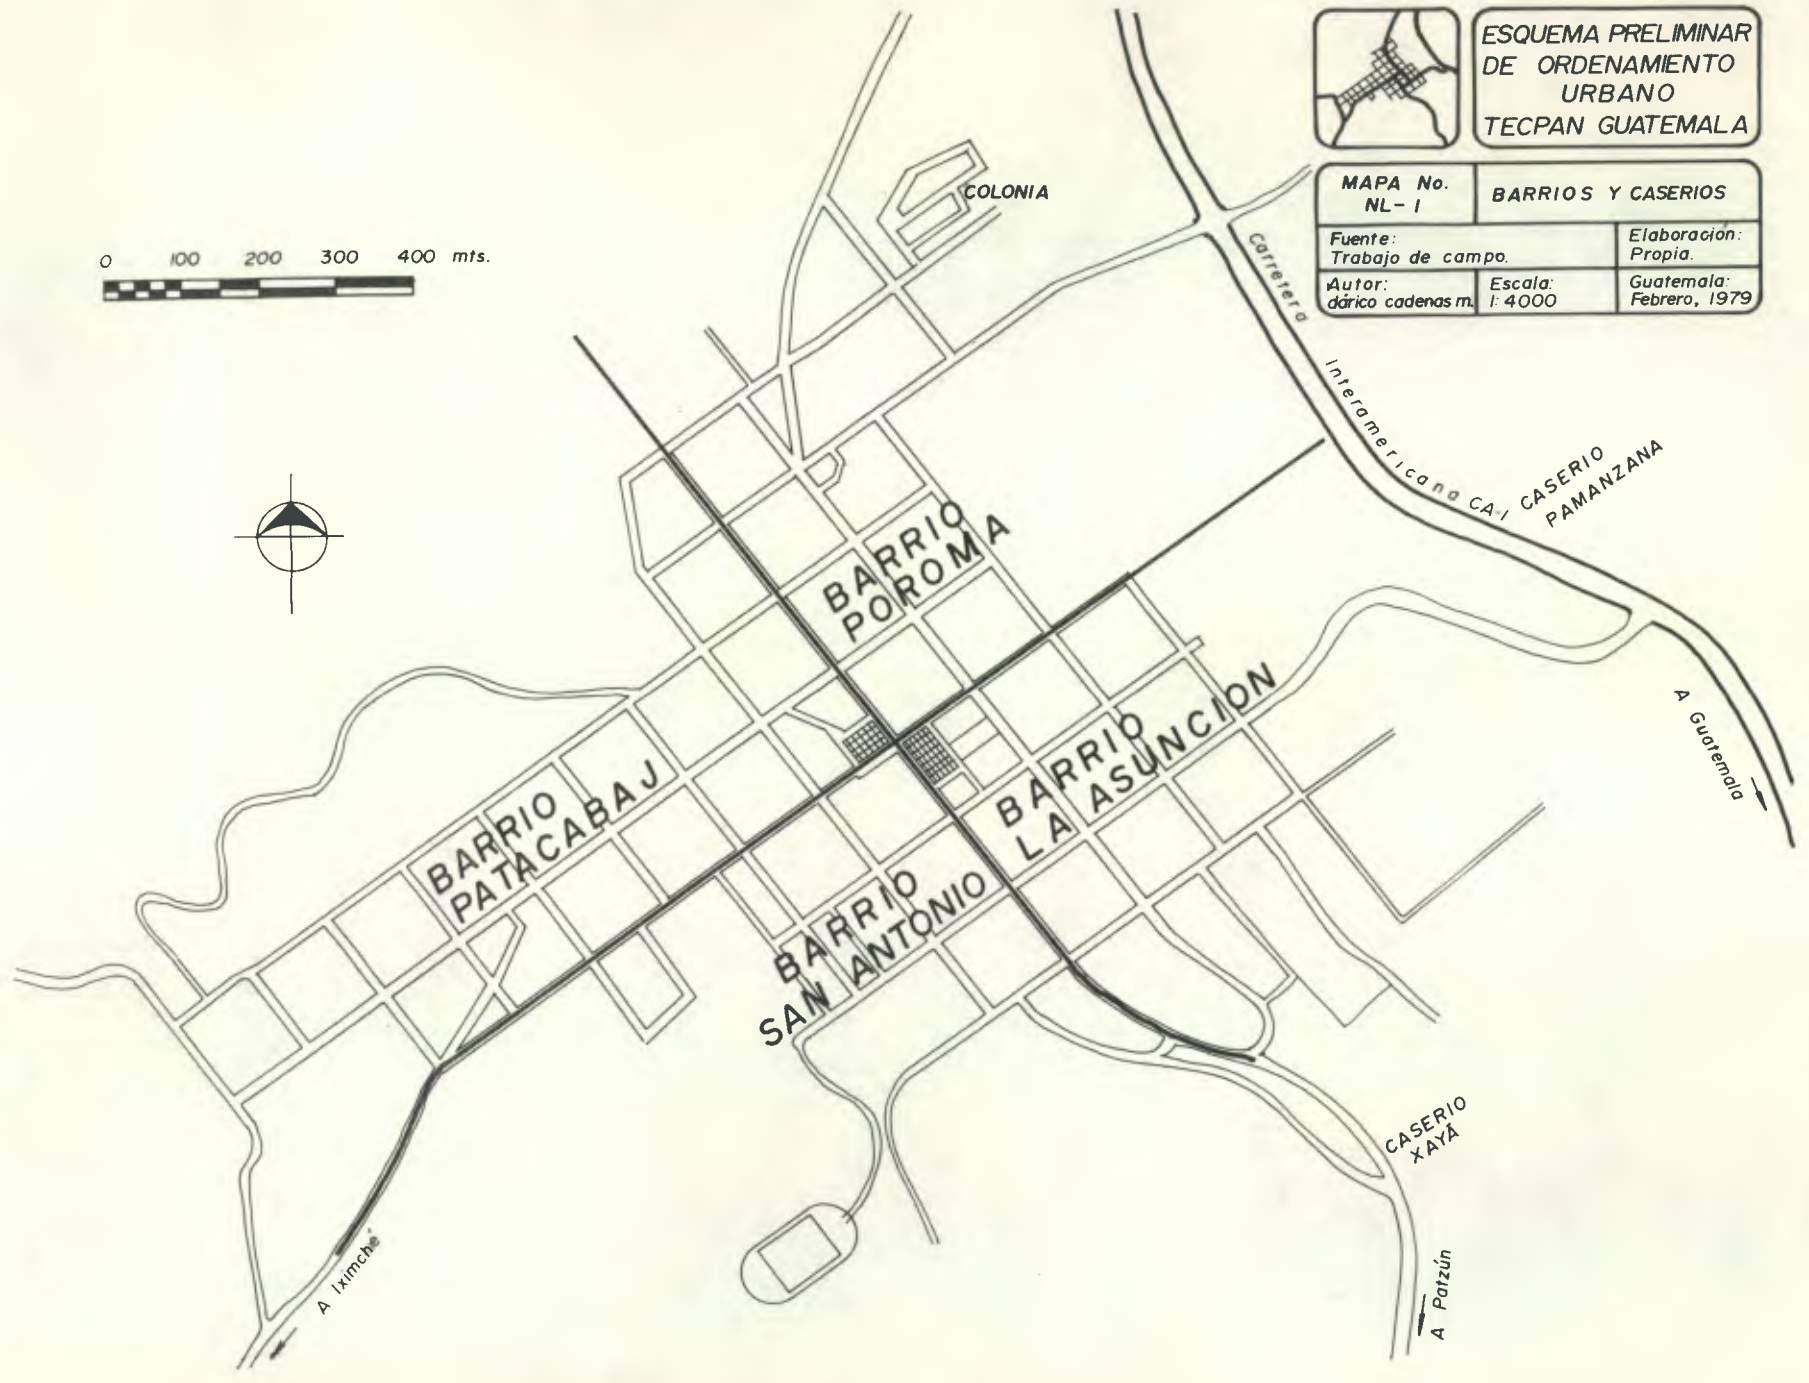 ESQUEMA PRELIMINAR
DE ORDENAMIENTO
URBANO
TECPAN GUATEMALA
MAPA No.
NL-1
BARRIOS Y CASERIOS
Fuente:
Trabajo de campo.
Elaboración:
Propia.
Autor:
dárico cadenas m.
Escala:
1:4000
Guatemala:
Febrero, 1979
0 100 200 300 400 mts.
COLONIA
Carretera Interamericana CA-1
CASERIO
PAMANZANA
BARRIO
POROMA
BARRIO
LA ASUNCION
A Guatemala
BARRIO
PATACABAJ
BARRIO
SAN ANTONIO
CASERIO
XAYÁ
A Iximché
A Patzún